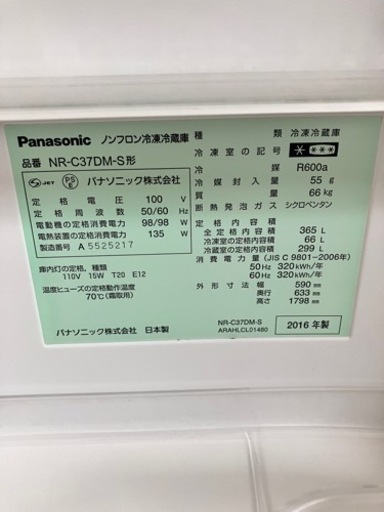 Panasonic ノンフロン冷凍冷蔵庫
品番 NR-C37DM-S形
JET PSE パナソニック株式会社
定格電圧 100 V
定格周波数 50/60 Hz
電動機の定格消費電力 98/98 W
電熱装置の定格消費電力 135 W
製造番号 A 5525217
庫内灯の定格，種類
110V 15W T20 E12
温度ヒューズの定格動作温度
70℃(霜取用)
パナソニック株式会社 日本製
種類 冷凍冷蔵庫
冷凍室の記号
冷媒 R600a
冷媒封入量 55 g
質量 66 kg
断熱発泡ガス シクロペンタン
定格内容積
全定格内容積 365 L
冷凍室の定格内容積 66 L
冷蔵室の定格内容積 299 L
消費電力量(JIS C 9801−2006年)
50Hz 320kWh/年
60Hz 320kWh/年
外形寸法 幅 590 mm
奥行 633 mm
高さ 1798 mm
NR-C37DM-S
ARAHLCL01480
2016 年製